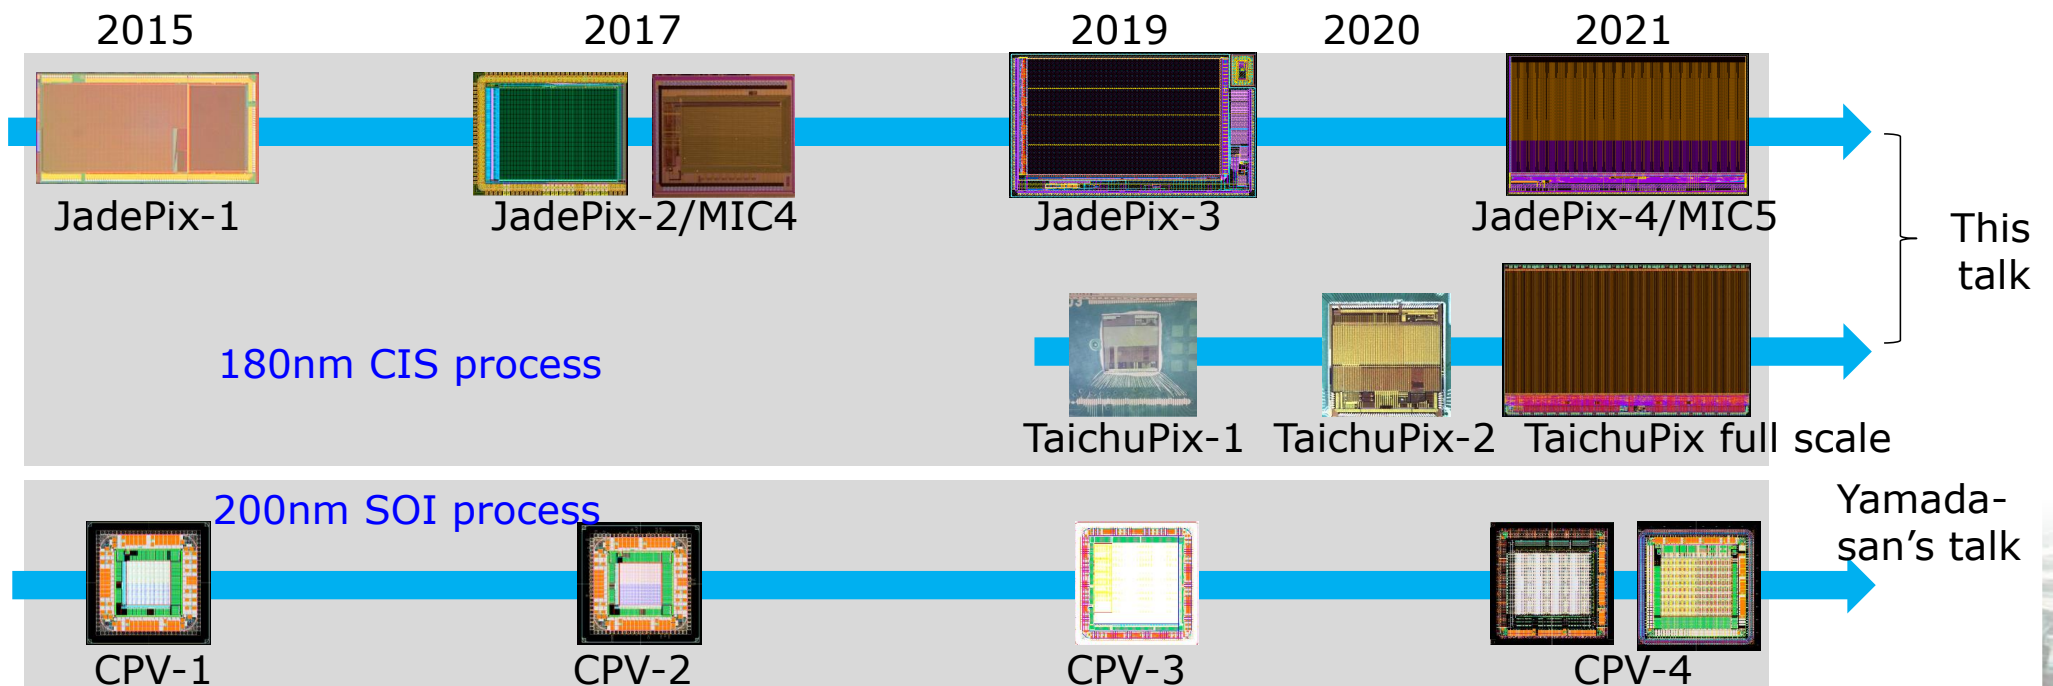 2015
2017
2019
2020
2021
JadePix-1
JadePix-2/MIC4
JadePix-3
JadePix-4/MIC5
This
talk
180nm CIS process
TaichuPix-1
TaichuPix-2
TaichuPix full scale
200nm SOI process
Yamada-
san’s talk
CPV-1
CPV-2
CPV-3
CPV-4